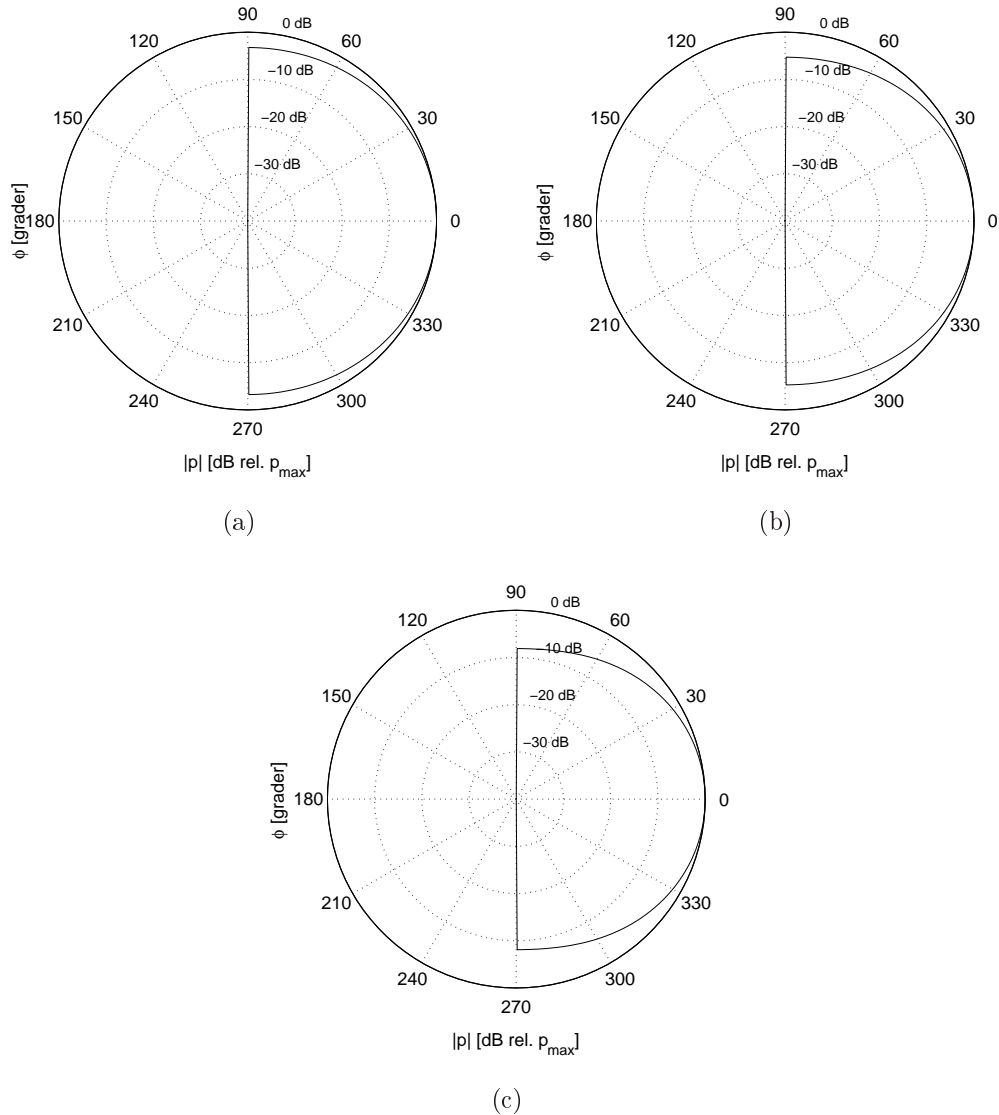 90
0 dB
120
60
−10 dB
150
30
−20 dB
−30 dB
ϕ [grader]
180
0
210
330
240
300
270
|p| [dB rel. p_max]
(a)
90
0 dB
120
60
−10 dB
150
30
−20 dB
−30 dB
ϕ [grader]
180
0
210
330
240
300
270
|p| [dB rel. p_max]
(b)
90
0 dB
120
60
−10 dB
150
30
−20 dB
−30 dB
ϕ [grader]
180
0
210
330
240
300
270
|p| [dB rel. p_max]
(c)